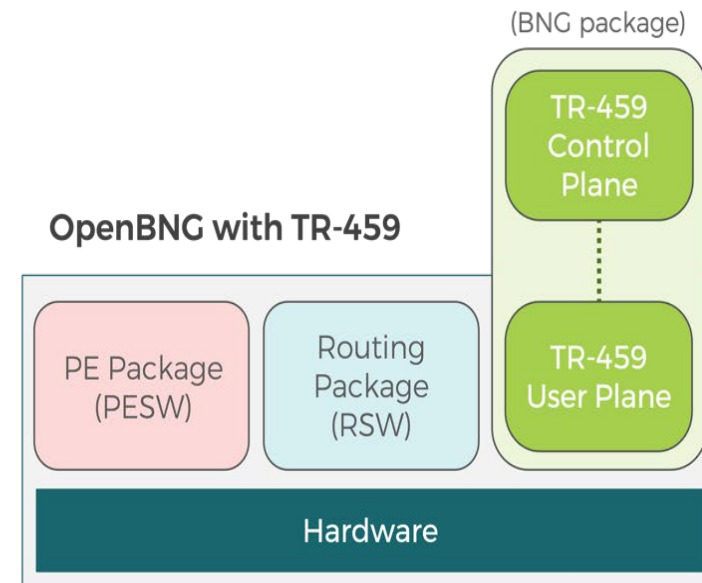 (BNG package)
TR-459
Control
Plane
OpenBNG with TR-459
PE Package
(PESW)
Routing
Package
(RSW)
TR-459
User Plane
Hardware